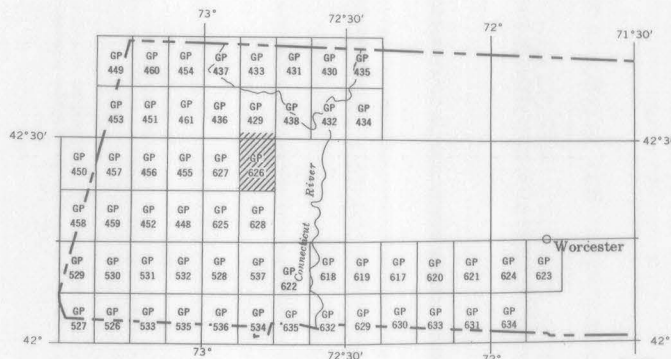 73° 72°30' 72° 71°30'
GP 449 GP 460 GP 454 GP 437 GP 433 GP 431 GP 430 GP 435
GP 453 GP 451 GP 461 GP 436 GP 429 GP 438 GP 432 GP 434
42°30' 42°30'
GP 450 GP 457 GP 456 GP 455 GP 627 GP 626
Connecticut River
GP 458 GP 459 GP 452 GP 448 GP 625 GP 628
Worcester
GP 529 GP 530 GP 531 GP 532 GP 528 GP 537 GP 622 GP 618 GP 619 GP 617 GP 620 GP 621 GP 624 GP 623
GP 527 GP 526 GP 533 GP 535 GP 536 GP 534 GP 635 GP 632 GP 629 GP 630 GP 633 GP 631 GP 634
42° 42°
73° 72°30' 72° 71°30'